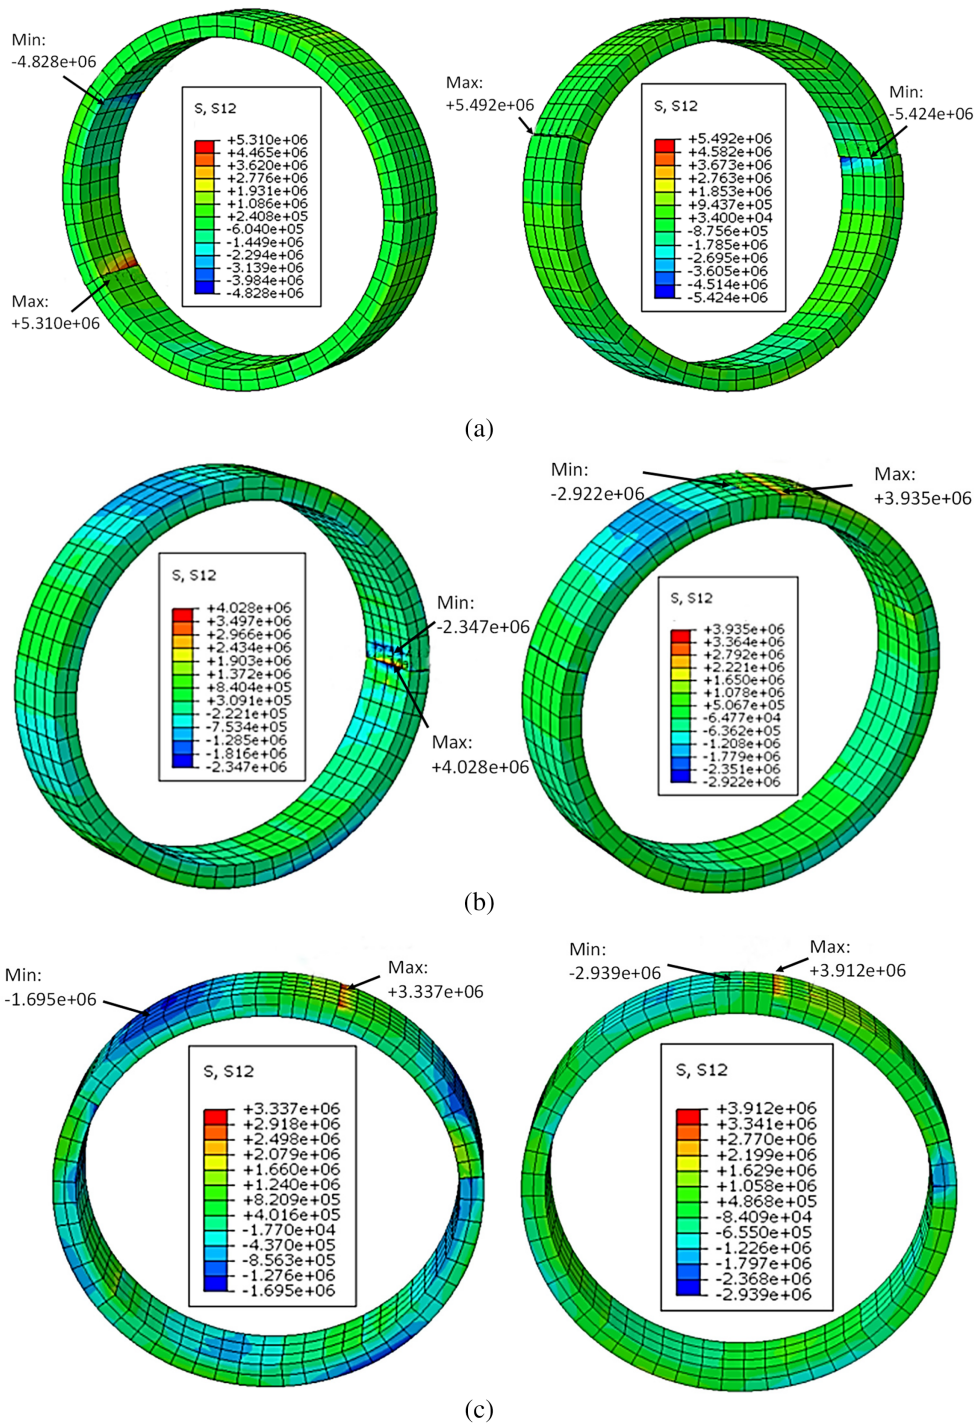 Min:
-4.828e+06
S, S12
+5.310e+06
+4.465e+06
+3.620e+06
+2.776e+06
+1.931e+06
+1.086e+06
+2.408e+05
-6.040e+05
-1.449e+06
-2.294e+06
-3.139e+06
-3.984e+06
-4.828e+06
Max:
+5.310e+06
Max:
+5.492e+06
Min:
-5.424e+06
S, S12
+5.492e+06
+4.582e+06
+3.673e+06
+2.763e+06
+1.853e+06
+9.437e+05
+3.400e+04
-8.756e+05
-1.785e+06
-2.695e+06
-3.605e+06
-4.514e+06
-5.424e+06
(a)
S, S12
+4.028e+06
+3.497e+06
+2.966e+06
+2.434e+06
+1.903e+06
+1.372e+06
+8.404e+05
+3.091e+05
-2.221e+05
-7.534e+05
-1.285e+06
-1.816e+06
-2.347e+06
Min:
-2.347e+06
Max:
+4.028e+06
Min:
-2.922e+06
Max:
+3.935e+06
S, S12
+3.935e+06
+3.364e+06
+2.792e+06
+2.221e+06
+1.650e+06
+1.078e+06
+5.067e+05
-6.477e+04
-6.362e+05
-1.208e+06
-1.779e+06
-2.351e+06
-2.922e+06
(b)
Min:
-1.695e+06
Max:
+3.337e+06
S, S12
+3.337e+06
+2.918e+06
+2.498e+06
+2.079e+06
+1.660e+06
+1.240e+06
+8.209e+05
+4.016e+05
-1.770e+04
-4.370e+05
-8.563e+05
-1.276e+06
-1.695e+06
Min:
-2.939e+06
Max:
+3.912e+06
S, S12
+3.912e+06
+3.341e+06
+2.770e+06
+2.199e+06
+1.629e+06
+1.058e+06
+4.868e+05
-8.409e+04
-6.550e+05
-1.226e+06
-1.797e+06
-2.368e+06
-2.939e+06
(c)